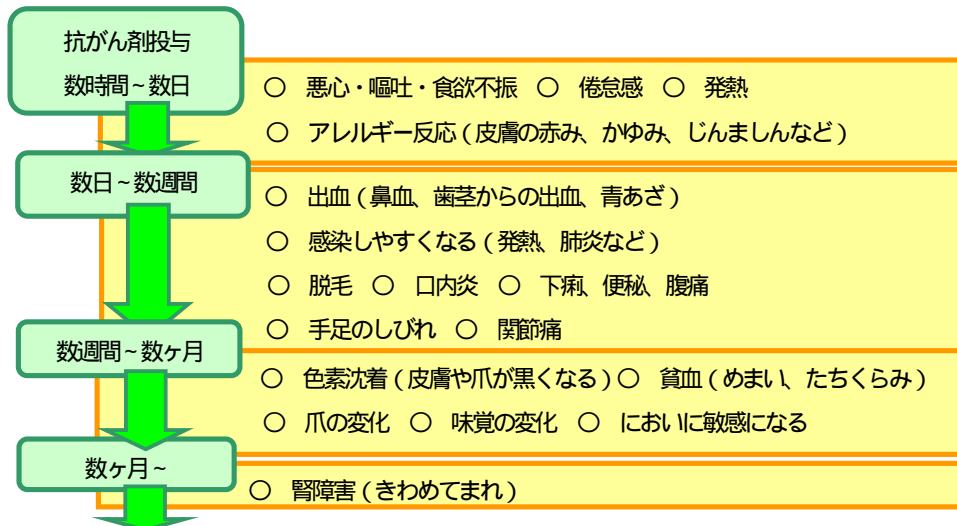 抗がん剤投与
数時間～数日
○ 悪心・嘔吐・食欲不振 ○ 倦怠感 ○ 発熱
○ アレルギー反応（皮膚の赤み、かゆみ、じんましんなど）
数日～数週間
○ 出血（鼻血、歯茎からの出血、青あざ）
○ 感染しやすくなる（発熱、肺炎など）
○ 脱毛 ○ 口内炎 ○ 下痢、便秘、腹痛
○ 手足のしびれ ○ 関節痛
数週間～数ヶ月
○ 色素沈着（皮膚や爪が黒くなる）○ 貧血（めまい、たちくらみ）
○ 爪の変化 ○ 味覚の変化 ○ においに敏感になる
数ヶ月～
○ 腎障害（きわめてまれ）